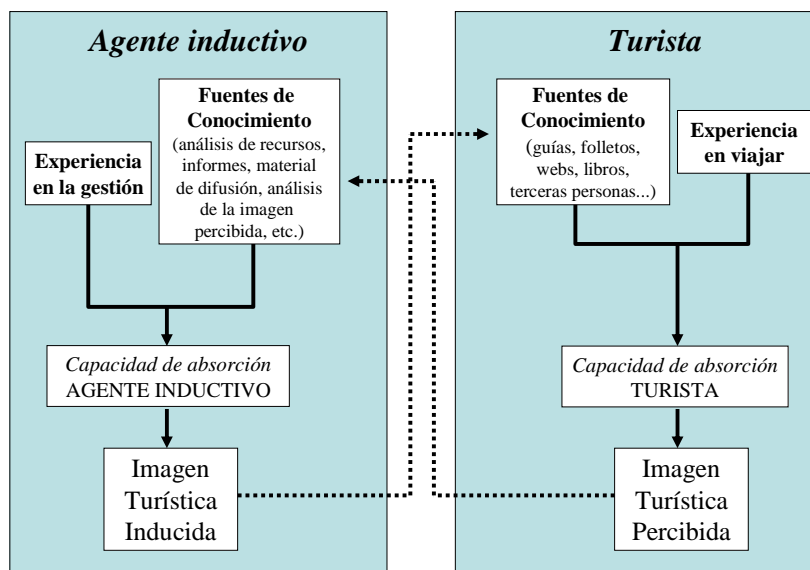 Agente inductivo
Experiencia
en la gestión
Fuentes de
Conocimiento
(análisis de recursos,
informes, material
de difusión, análisis
de la imagen
percibida, etc.)
Capacidad de absorción
AGENTE INDUCTIVO
Imagen
Turística
Inducida
Turista
Fuentes de
Conocimiento
(guías, folletos,
webs, libros,
terceras personas...)
Experiencia
en viajar
Capacidad de absorción
TURISTA
Imagen
Turística
Percibida